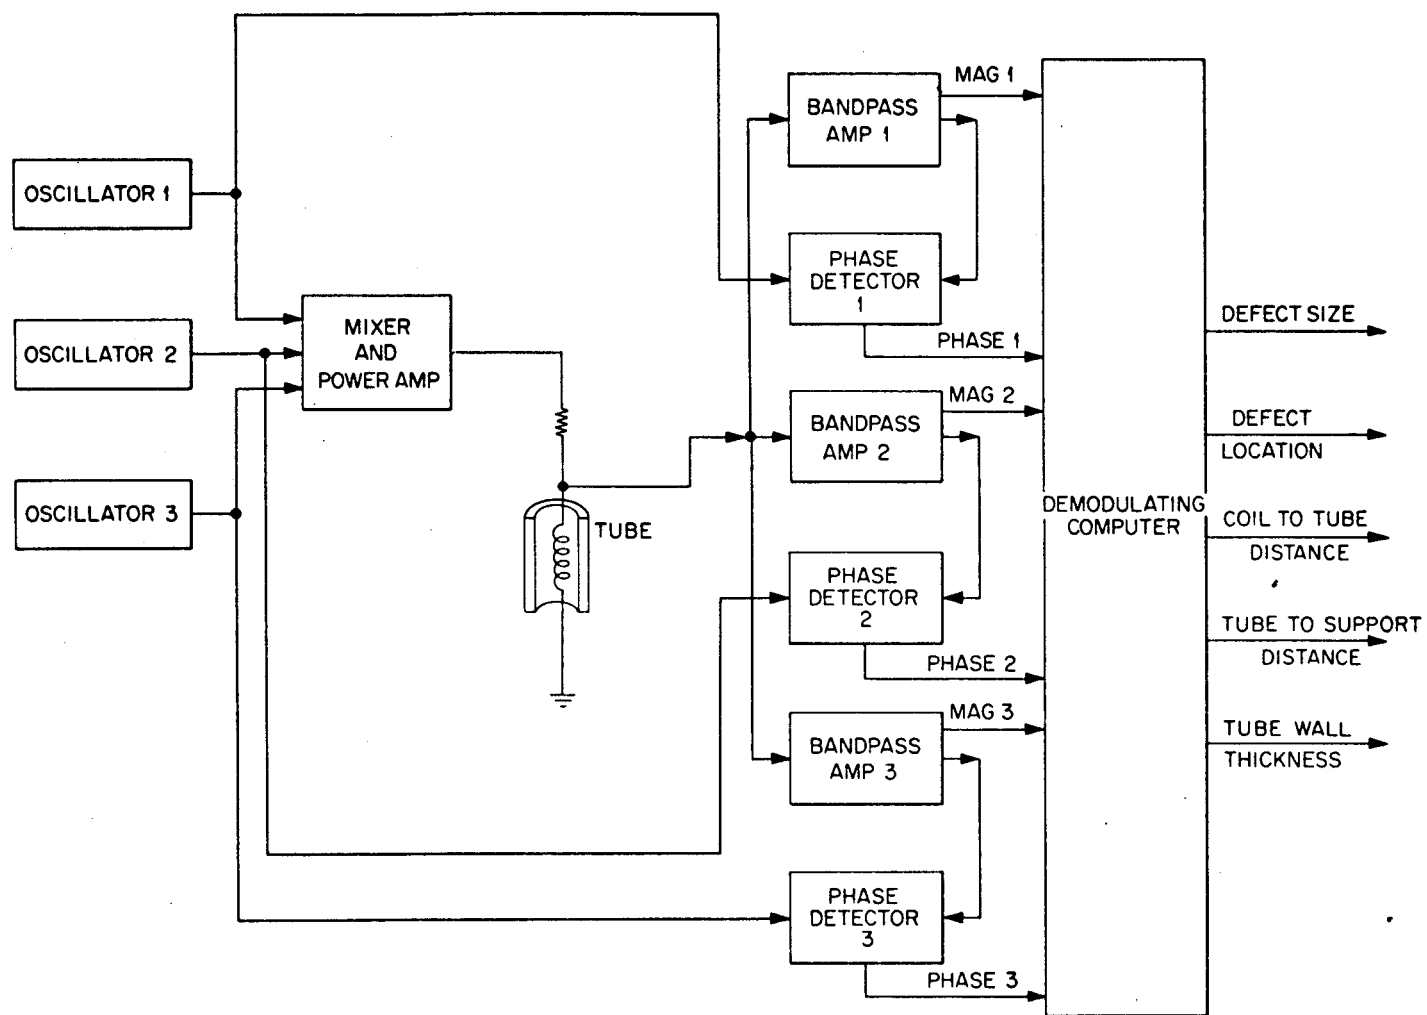 OSCILLATOR 1
OSCILLATOR 2
OSCILLATOR 3
MIXER
AND
POWER AMP
TUBE
BANDPASS
AMP 1
MAG 1
PHASE
DETECTOR
1
PHASE 1
BANDPASS
AMP 2
MAG 2
PHASE
DETECTOR
2
PHASE 2
BANDPASS
AMP 3
MAG 3
PHASE
DETECTOR
3
PHASE 3
DEMODULATING
COMPUTER
DEFECT SIZE
DEFECT
LOCATION
COIL TO TUBE
DISTANCE
TUBE TO SUPPORT
DISTANCE
TUBE WALL
THICKNESS